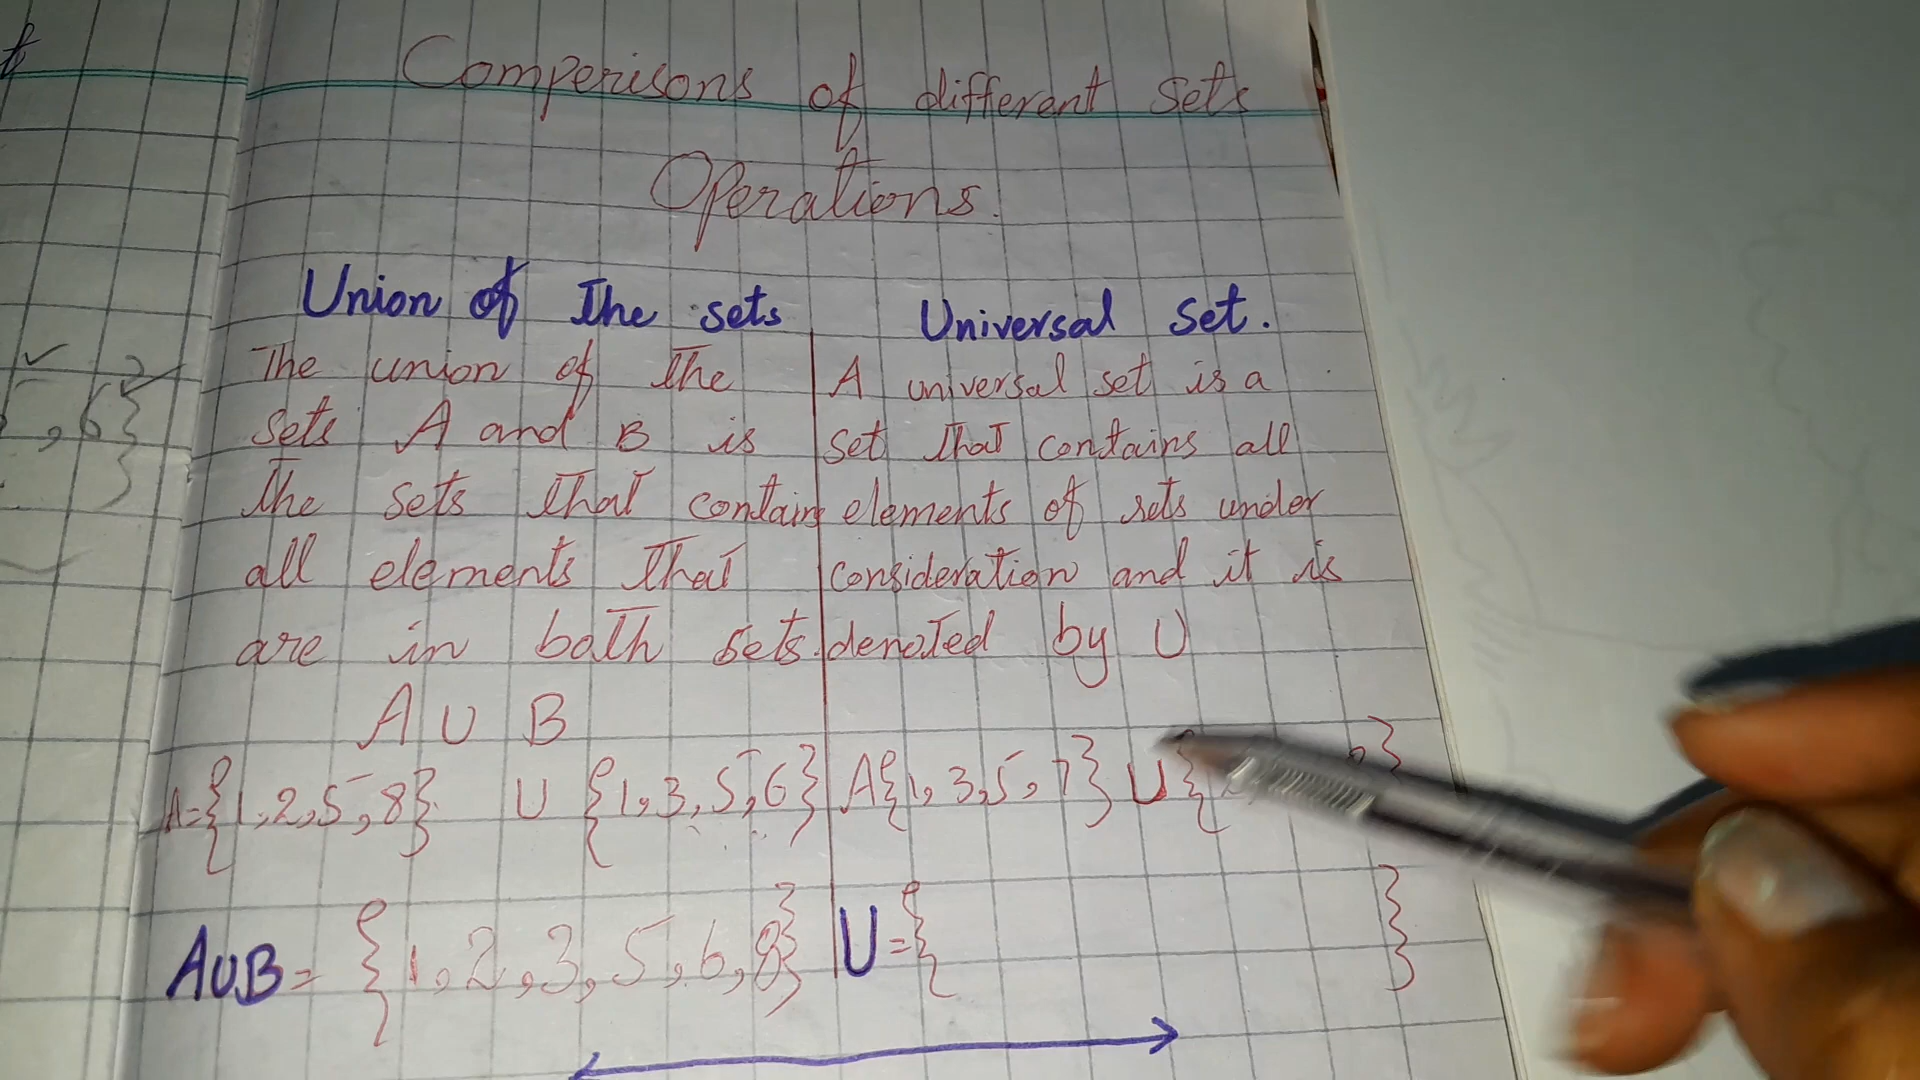 Comperisons of different sets
Operations.
Union of The sets
The union of The
sets A and B is
The sets That contains
all elements That
are in both sets.
A U B
A={1,2,5,8} U {1,3,5,6}
AUB= {1,2,3,5,6,8}
Universal set.
A universal set is a
set That contains all
elements of sets under
consideration and it is
denoted by U
A{1,3,5,7} U{
U={ }
, 6}